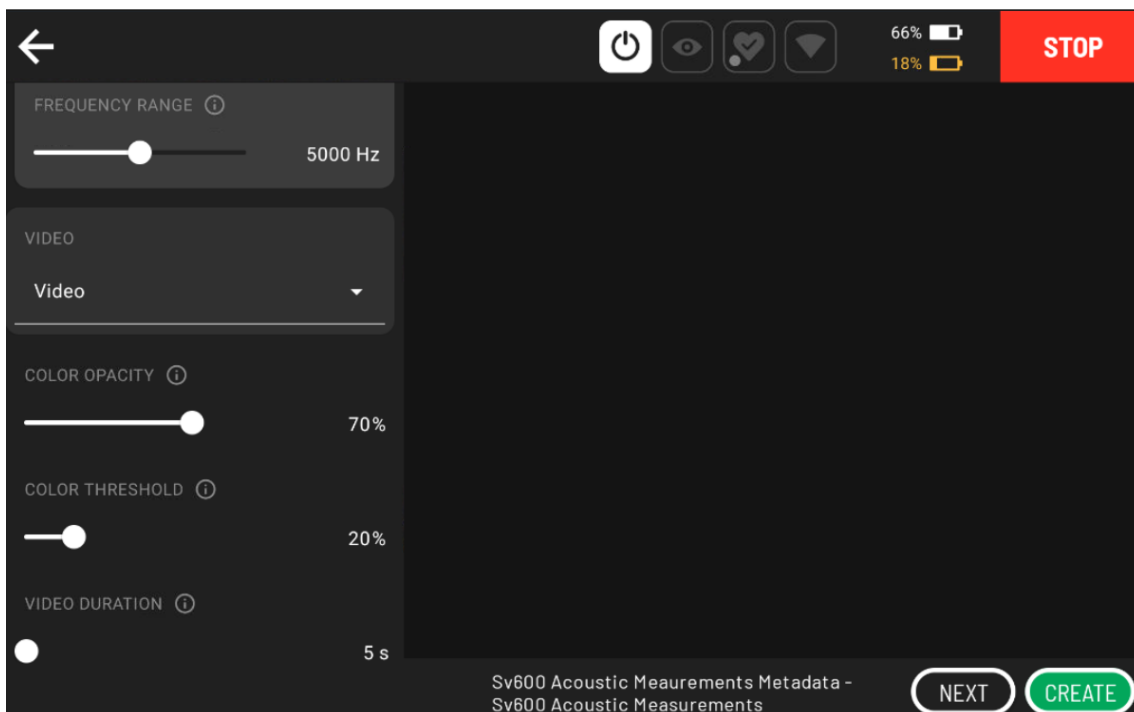 66%
18%
STOP
FREQUENCY RANGE
5000 Hz
VIDEO
Video
COLOR OPACITY
70%
COLOR THRESHOLD
20%
VIDEO DURATION
5 s
Sv600 Acoustic Meaurements Metadata -
Sv600 Acoustic Measurements
NEXT
CREATE